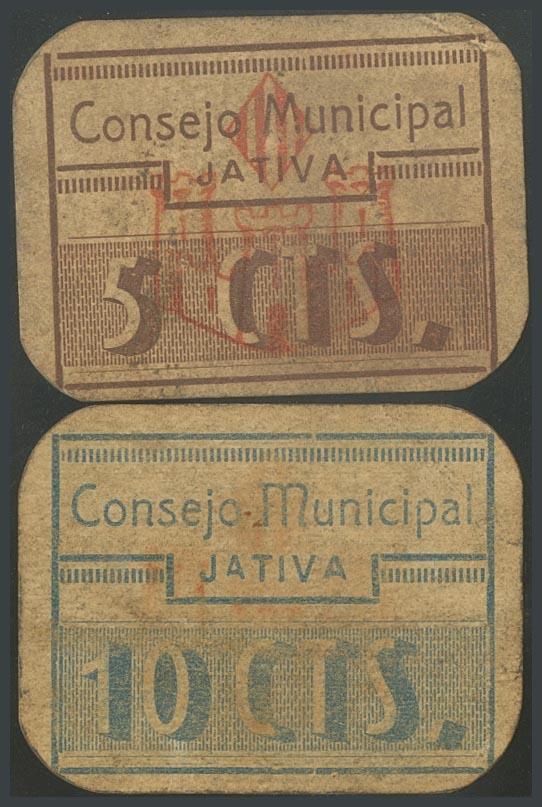 Consejo Municipal
JATIVA
5 CTS.
Consejo Municipal
JATIVA
10 CTS.